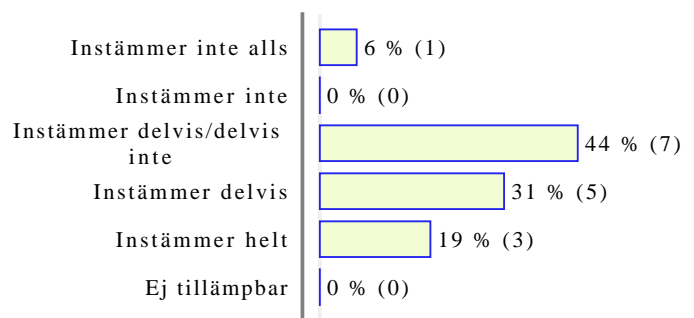 Instämmer inte alls 6 % (1)
Instämmer inte 0 % (0)
Instämmer delvis/delvis
inte 44 % (7)
Instämmer delvis 31 % (5)
Instämmer helt 19 % (3)
Ej tillämpbar 0 % (0)